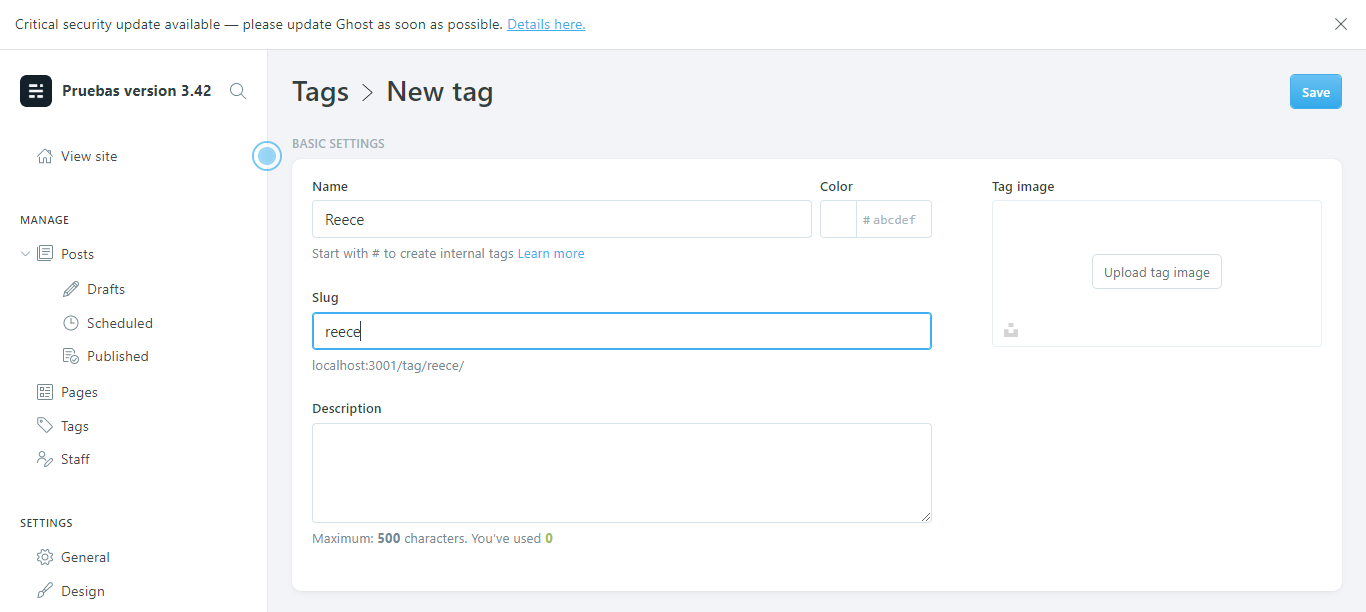 Critical security update available — please update Ghost as soon as possible. Details here.
Pruebas version 3.42
View site
MANAGE
Posts
Drafts
Scheduled
Published
Pages
Tags
Staff
SETTINGS
General
Design
Tags > New tag
Save
BASIC SETTINGS
Name
Reece
Start with # to create internal tags Learn more
Color
# abcdef
Slug
reece
localhost:3001/tag/reece/
Description
Maximum: 500 characters. You've used 0
Tag image
Upload tag image